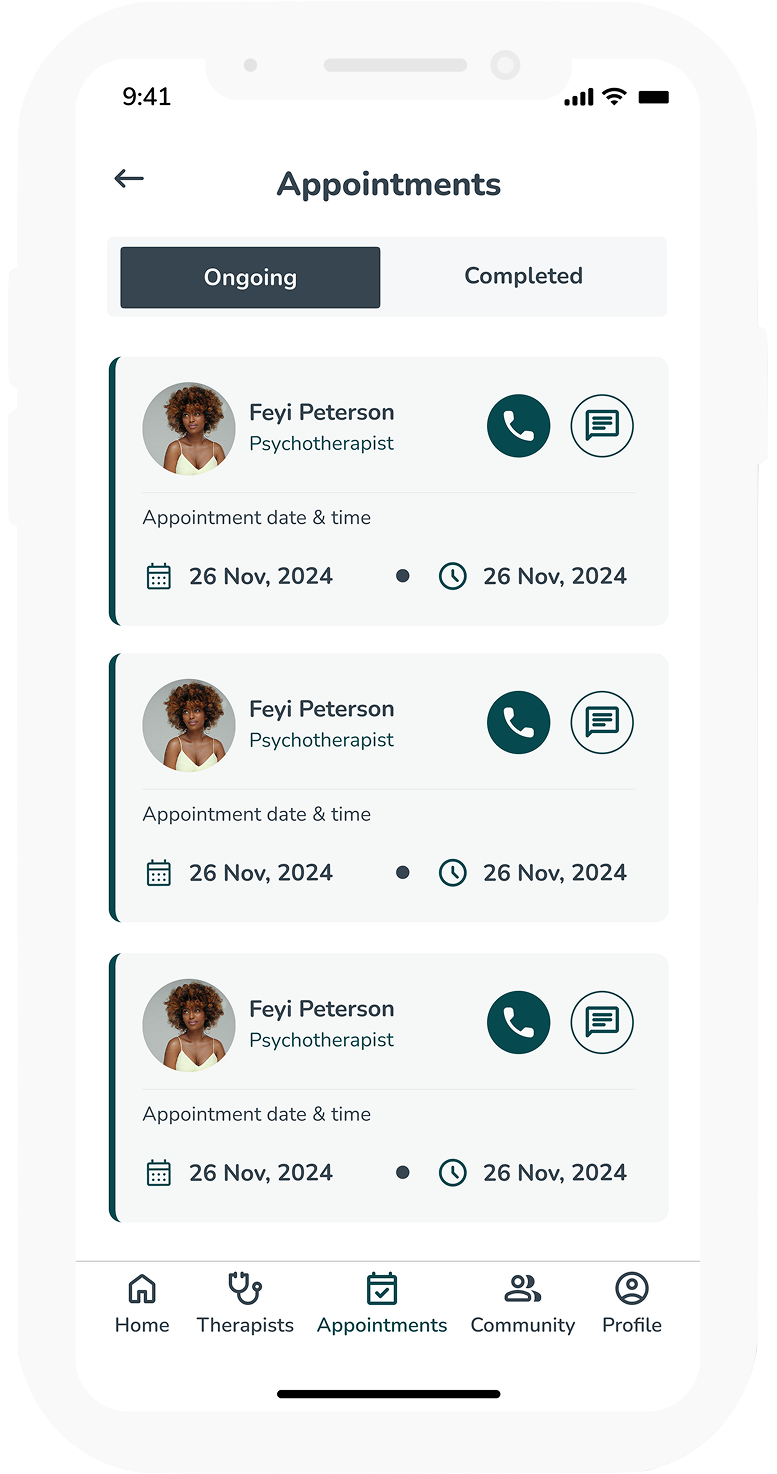 9:41
Appointments
Ongoing Completed
Feyi Peterson
Psychotherapist
Appointment date & time
26 Nov, 2024 26 Nov, 2024
Feyi Peterson
Psychotherapist
Appointment date & time
26 Nov, 2024 26 Nov, 2024
Feyi Peterson
Psychotherapist
Appointment date & time
26 Nov, 2024 26 Nov, 2024
Home Therapists Appointments Community Profile